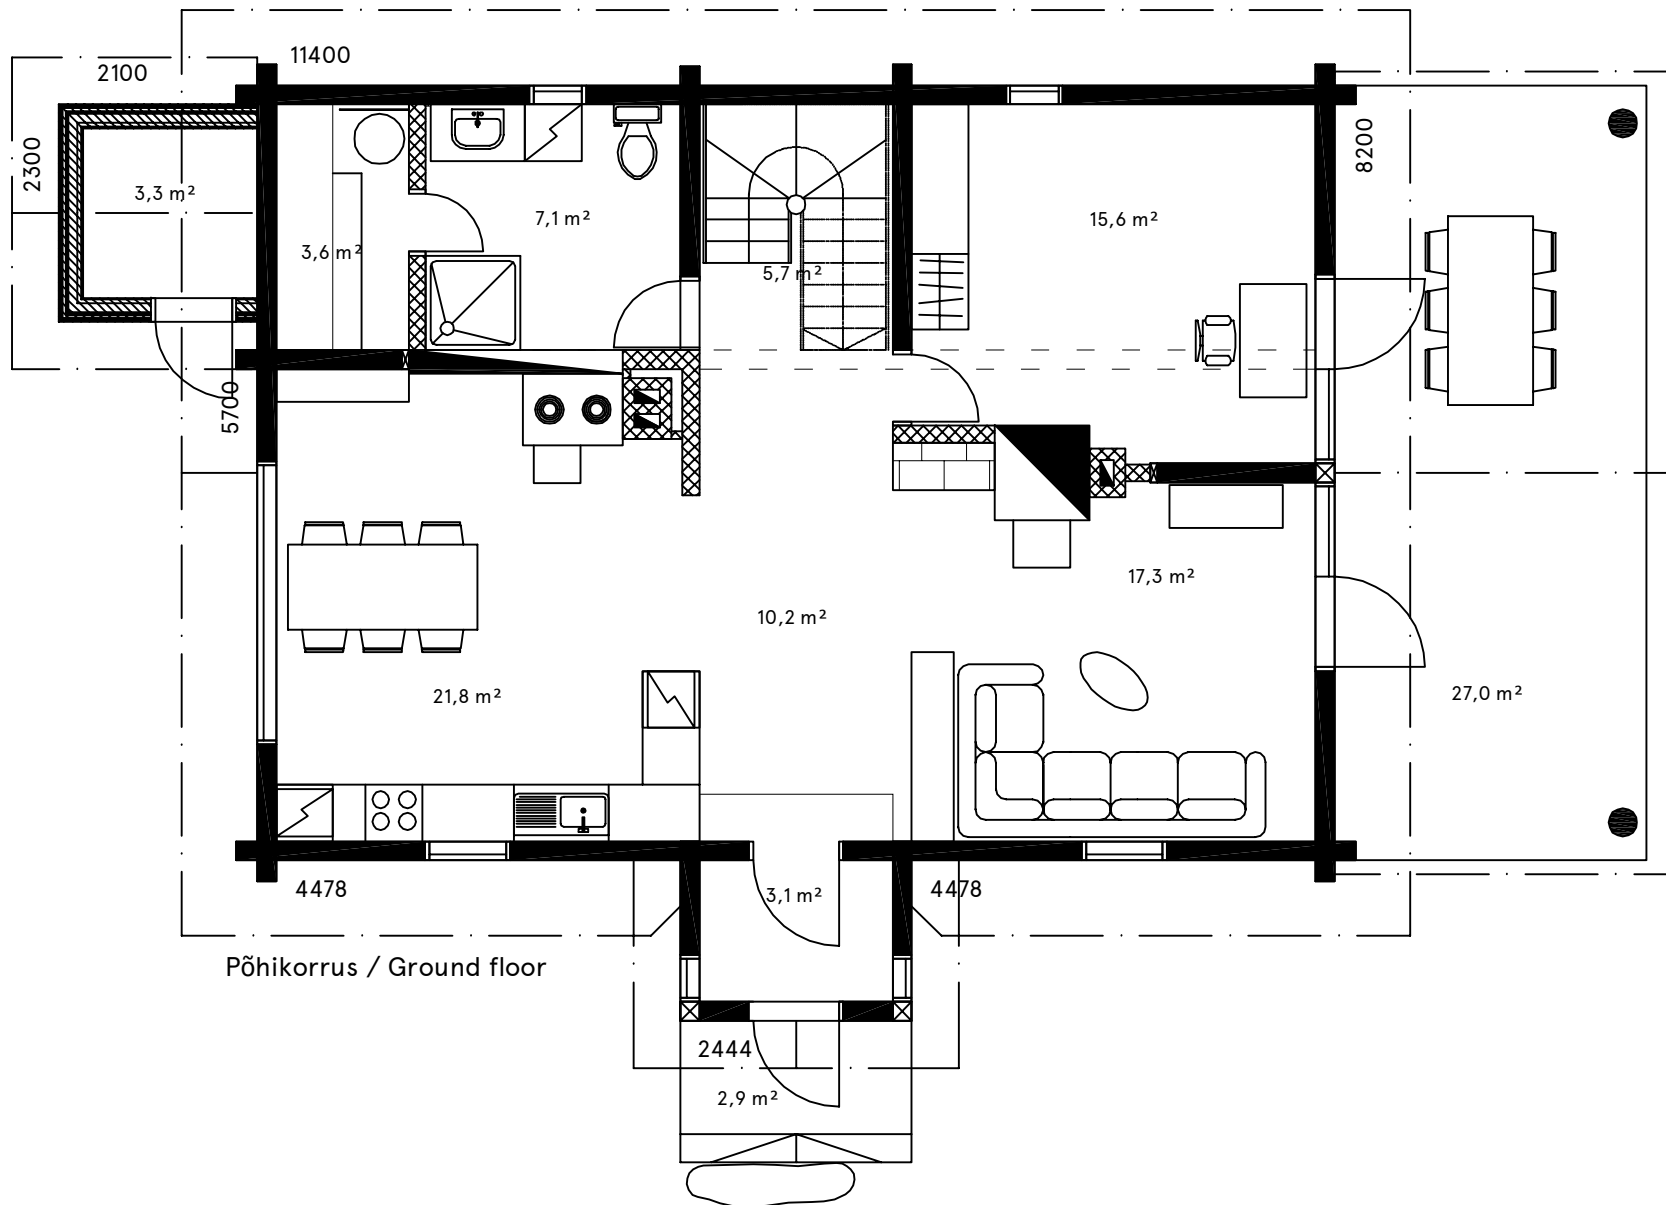 11400
2100
2300
8200
3,3 m²
7,1 m²
15,6 m²
3,6 m²
5,7 m²
5700
17,3 m²
10,2 m²
21,8 m²
27,0 m²
4478
3,1 m²
4478
Põhikorrus / Ground floor
2444
2,9 m²